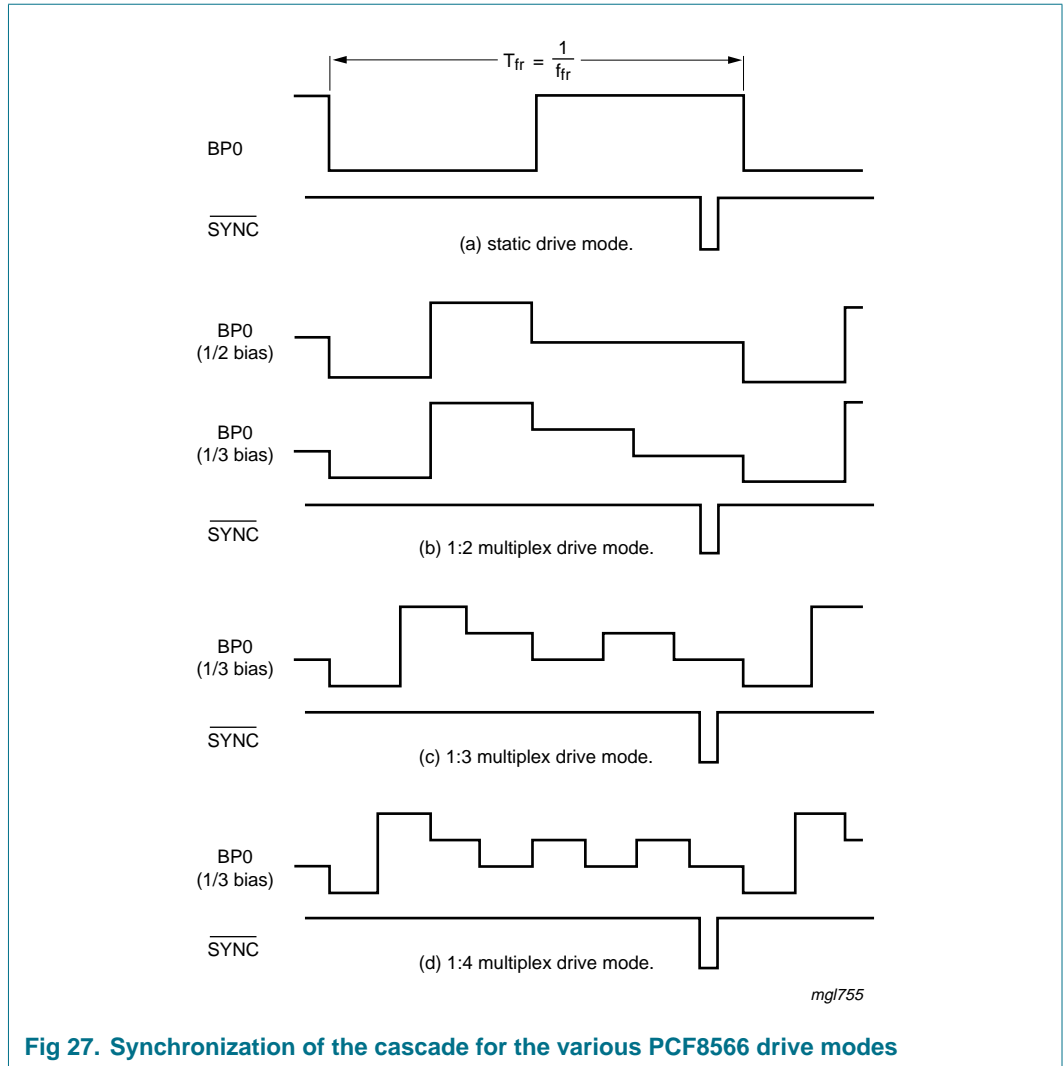 Tfr = 1
ffr
BP0
SYNC
(a) static drive mode.
BP0
(1/2 bias)
BP0
(1/3 bias)
SYNC
(b) 1:2 multiplex drive mode.
BP0
(1/3 bias)
SYNC
(c) 1:3 multiplex drive mode.
BP0
(1/3 bias)
SYNC
(d) 1:4 multiplex drive mode.
mgl755
Fig 27. Synchronization of the cascade for the various PCF8566 drive modes